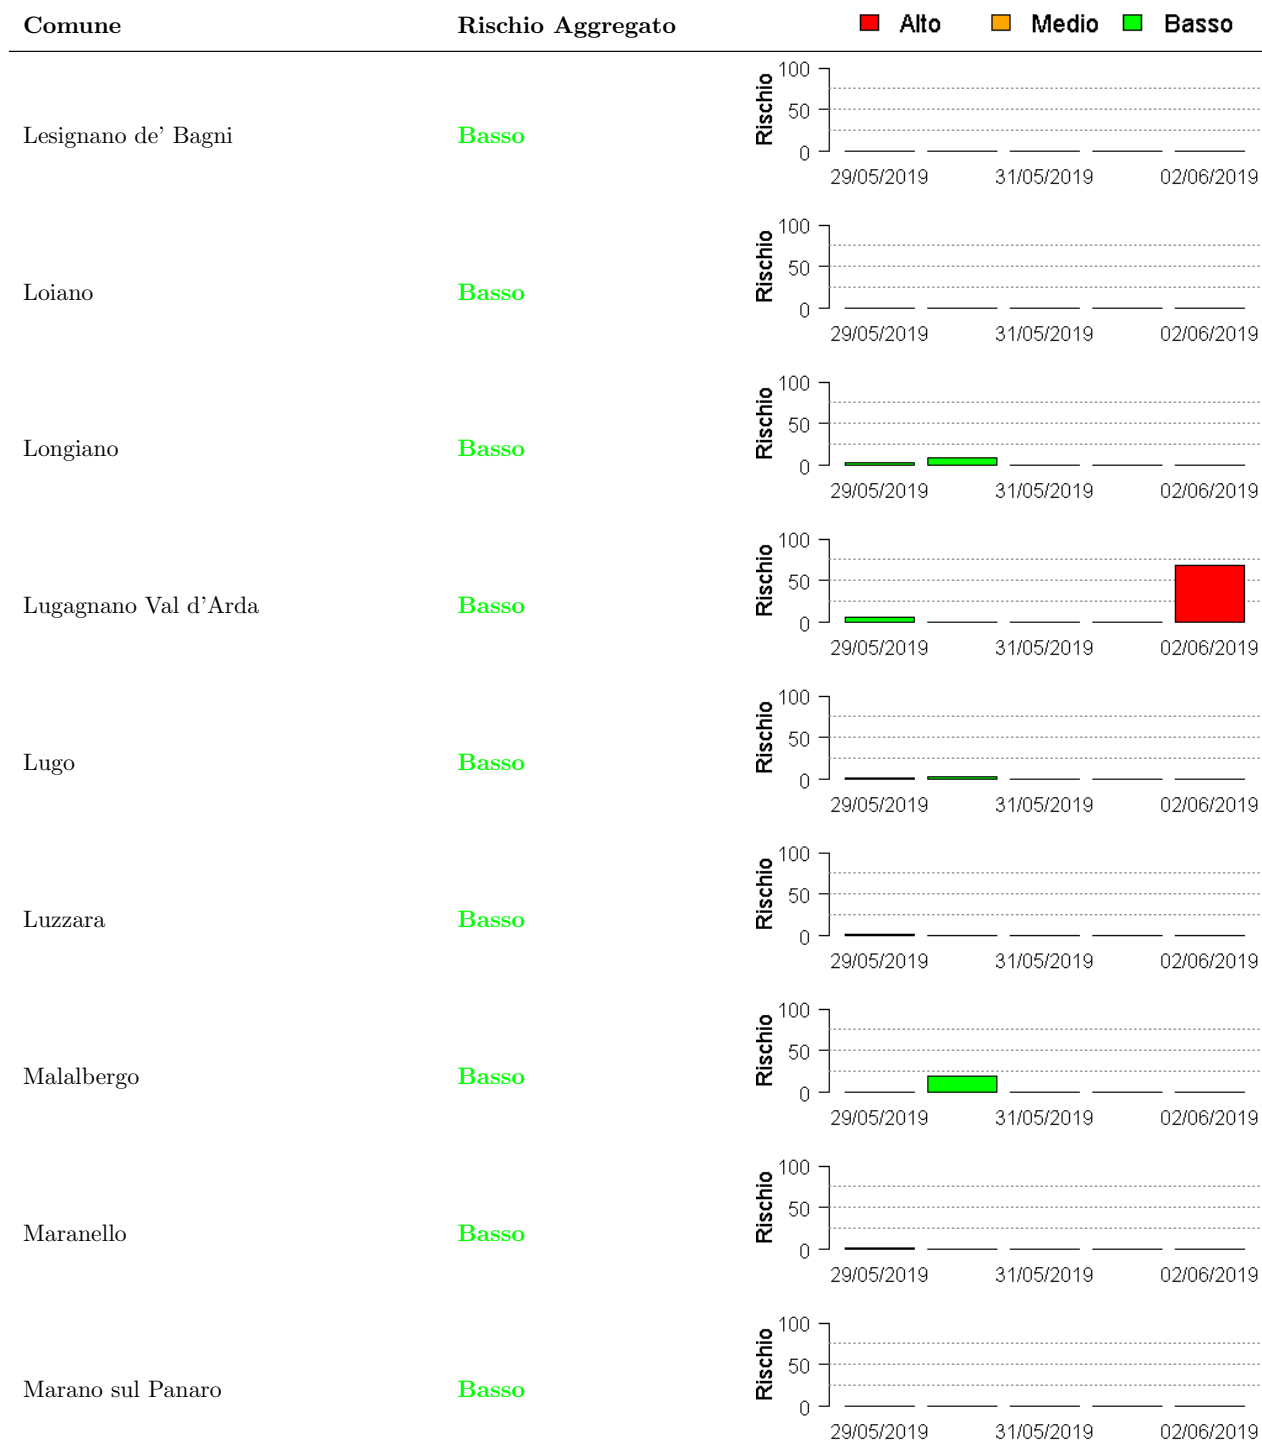 Comune Rischio Aggregato Alto Medio Basso
Lesignano de' Bagni Basso
Rischio
100
50
0
29/05/2019 31/05/2019 02/06/2019
Loiano Basso
Rischio
100
50
0
29/05/2019 31/05/2019 02/06/2019
Longiano Basso
Rischio
100
50
0
29/05/2019 31/05/2019 02/06/2019
Lugagnano Val d'Arda Basso
Rischio
100
50
0
29/05/2019 31/05/2019 02/06/2019
Lugo Basso
Rischio
100
50
0
29/05/2019 31/05/2019 02/06/2019
Luzzara Basso
Rischio
100
50
0
29/05/2019 31/05/2019 02/06/2019
Malalbergo Basso
Rischio
100
50
0
29/05/2019 31/05/2019 02/06/2019
Maranello Basso
Rischio
100
50
0
29/05/2019 31/05/2019 02/06/2019
Marano sul Panaro Basso
Rischio
100
50
0
29/05/2019 31/05/2019 02/06/2019